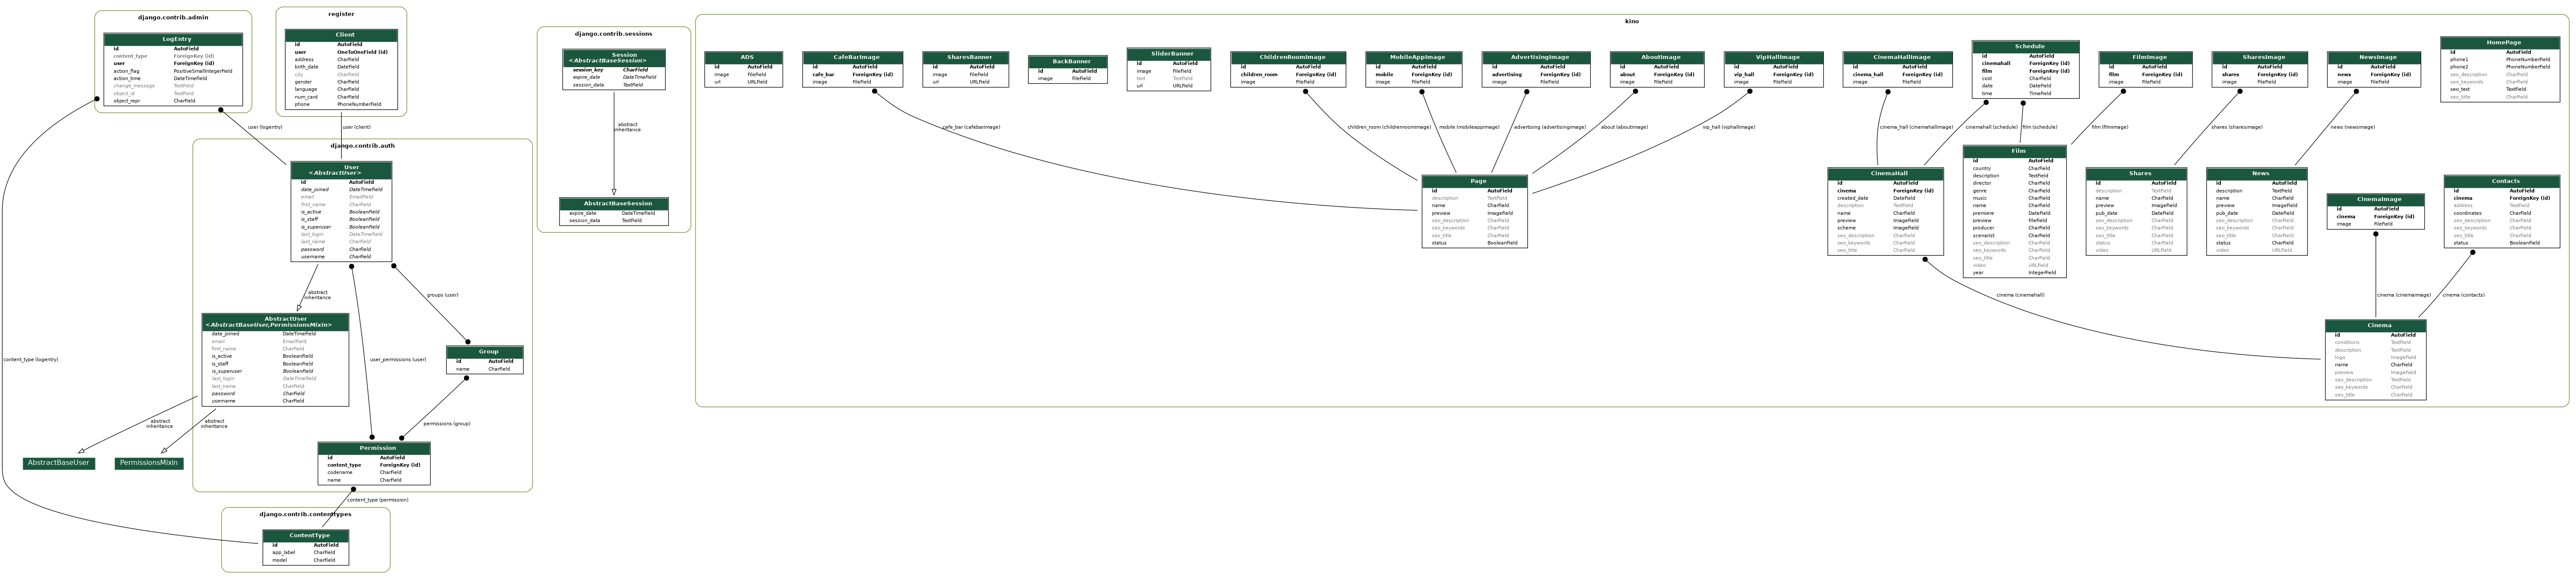 django.contrib.admin
LogEntry
id AutoField
content_type ForeignKey (id)
user ForeignKey (id)
action_flag PositiveSmallIntegerField
action_time DateTimeField
change_message TextField
object_id TextField
object_repr CharField
register
Client
id AutoField
user OneToOneField (id)
address CharField
birth_date DateField
city CharField
gender CharField
language CharField
num_card CharField
phone PhoneNumberField
user (logentry)
user (client)
content_type (logentry)
django.contrib.auth
User
<AbstractUser>
id AutoField
date_joined DateTimeField
email EmailField
first_name CharField
is_active BooleanField
is_staff BooleanField
is_superuser BooleanField
last_login DateTimeField
last_name CharField
password CharField
username CharField
abstract
inheritance
groups (user)
user_permissions (user)
AbstractUser
<AbstractBaseUser,PermissionsMixin>
date_joined DateTimeField
email EmailField
first_name CharField
is_active BooleanField
is_staff BooleanField
is_superuser BooleanField
last_login DateTimeField
last_name CharField
password CharField
username CharField
Group
id AutoField
name CharField
abstract
inheritance
abstract
inheritance
permissions (group)
AbstractBaseUser
PermissionsMixin
Permission
id AutoField
content_type ForeignKey (id)
codename CharField
name CharField
content_type (permission)
django.contrib.contenttypes
ContentType
id AutoField
app_label CharField
model CharField
django.contrib.sessions
Session
<AbstractBaseSession>
session_key CharField
expire_date DateTimeField
session_data TextField
abstract
inheritance
AbstractBaseSession
expire_date DateTimeField
session_data TextField
kino
ADS
id AutoField
image FileField
url URLField
CafeBarImage
id AutoField
cafe_bar ForeignKey (id)
image FileField
SharesBanner
id AutoField
image FileField
url URLField
BackBanner
id AutoField
image FileField
SliderBanner
id AutoField
image FileField
text TextField
url URLField
ChildrenRoomImage
id AutoField
children_room ForeignKey (id)
image FileField
MobileAppImage
id AutoField
mobile ForeignKey (id)
image FileField
AdvertisingImage
id AutoField
advertising ForeignKey (id)
image FileField
AboutImage
id AutoField
about ForeignKey (id)
image FileField
VipHallImage
id AutoField
vip_hall ForeignKey (id)
image FileField
CinemaHallImage
id AutoField
cinema_hall ForeignKey (id)
image FileField
Schedule
id AutoField
cinemahall ForeignKey (id)
film ForeignKey (id)
cost CharField
date DateField
time TimeField
FilmImage
id AutoField
film ForeignKey (id)
image FileField
SharesImage
id AutoField
shares ForeignKey (id)
image FileField
NewsImage
id AutoField
news ForeignKey (id)
image FileField
HomePage
id AutoField
phone1 PhoneNumberField
phone2 PhoneNumberField
seo_description CharField
seo_keywords CharField
seo_text TextField
seo_title CharField
cafe_bar (cafebarimage)
children_room (childrenroomimage)
mobile (mobileappimage)
advertising (advertisingimage)
about (aboutimage)
vip_hall (viphallimage)
cinema_hall (cinemahallimage)
cinemahall (schedule)
film (schedule)
film (filmimage)
shares (sharesimage)
news (newsimage)
Page
id AutoField
description TextField
name CharField
preview ImageField
seo_description CharField
seo_keywords CharField
seo_title CharField
status BooleanField
CinemaHall
id AutoField
cinema ForeignKey (id)
created_date DateField
description TextField
name CharField
preview ImageField
scheme ImageField
seo_description CharField
seo_keywords CharField
seo_title CharField
Film
id AutoField
country CharField
description TextField
director CharField
genre CharField
music CharField
name CharField
premiere DateField
preview FileField
producer CharField
scenarist CharField
seo_description CharField
seo_keywords CharField
seo_title CharField
video URLField
year IntegerField
Shares
id AutoField
description TextField
name CharField
preview ImageField
pub_date DateField
seo_description CharField
seo_keywords CharField
seo_title CharField
status CharField
video URLField
News
id AutoField
description TextField
name CharField
preview ImageField
pub_date DateField
seo_description CharField
seo_keywords CharField
seo_title CharField
status CharField
video URLField
CinemaImage
id AutoField
cinema ForeignKey (id)
image FileField
Contacts
id AutoField
cinema ForeignKey (id)
address TextField
coordinates CharField
seo_description CharField
seo_keywords CharField
seo_title CharField
status BooleanField
cinema (cinemahall)
cinema (cinemaimage)
cinema (contacts)
Cinema
id AutoField
conditions TextField
description TextField
logo ImageField
name CharField
preview ImageField
seo_description TextField
seo_keywords CharField
seo_title CharField